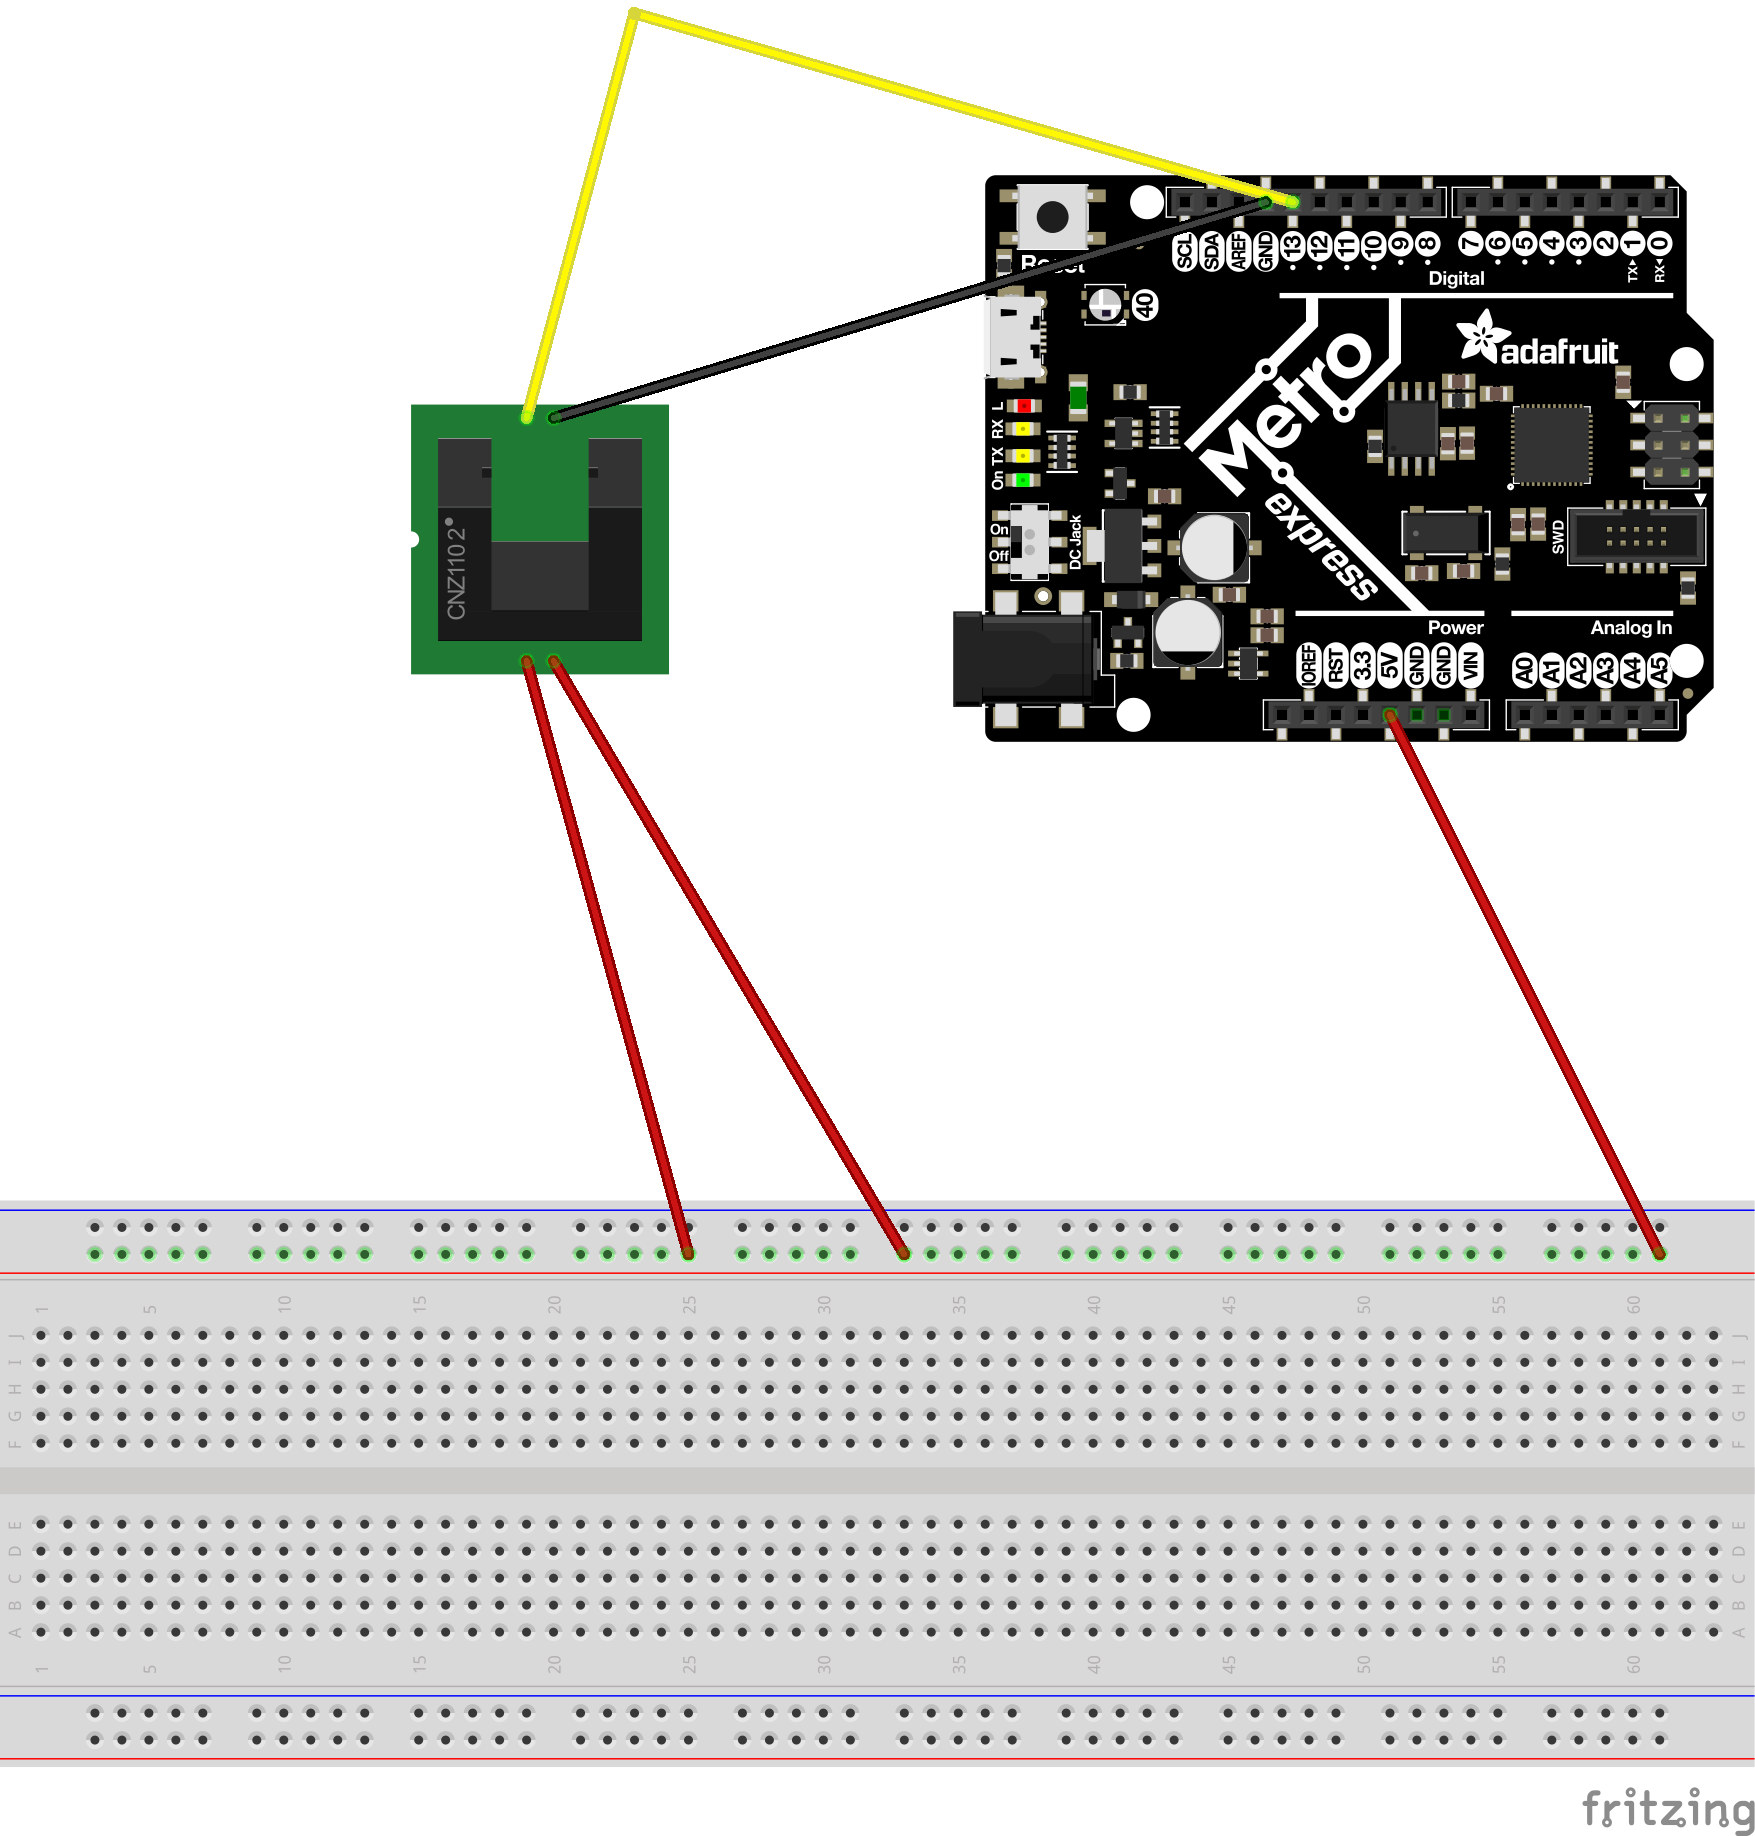 SCL SDA AREF GND 13 12 11 10 9 8 7 6 5 4 3 2 1 0
TX▸ RX◂
Digital
40
Metro
express
adafruit
L
RX
TX
On
On
Off
DC Jack
SWD
CNZ1102
Power
Analog In
IOREF RST 3.3 5V GND GND VIN A0 A1 A2 A3 A4 A5
1 5 10 15 20 25 30 35 40 45 50 55 60
J J
I I
H H
G G
F F
E E
D D
C C
B B
A A
1 5 10 15 20 25 30 35 40 45 50 55 60
fritzing